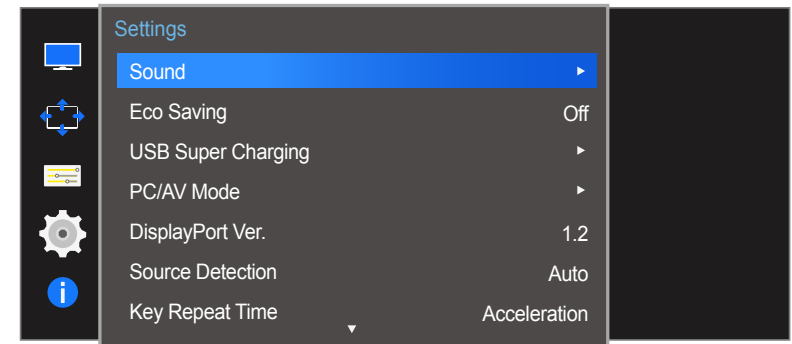 Settings
Sound
Eco Saving Off
USB Super Charging
PC/AV Mode
DisplayPort Ver. 1.2
Source Detection Auto
Key Repeat Time Acceleration